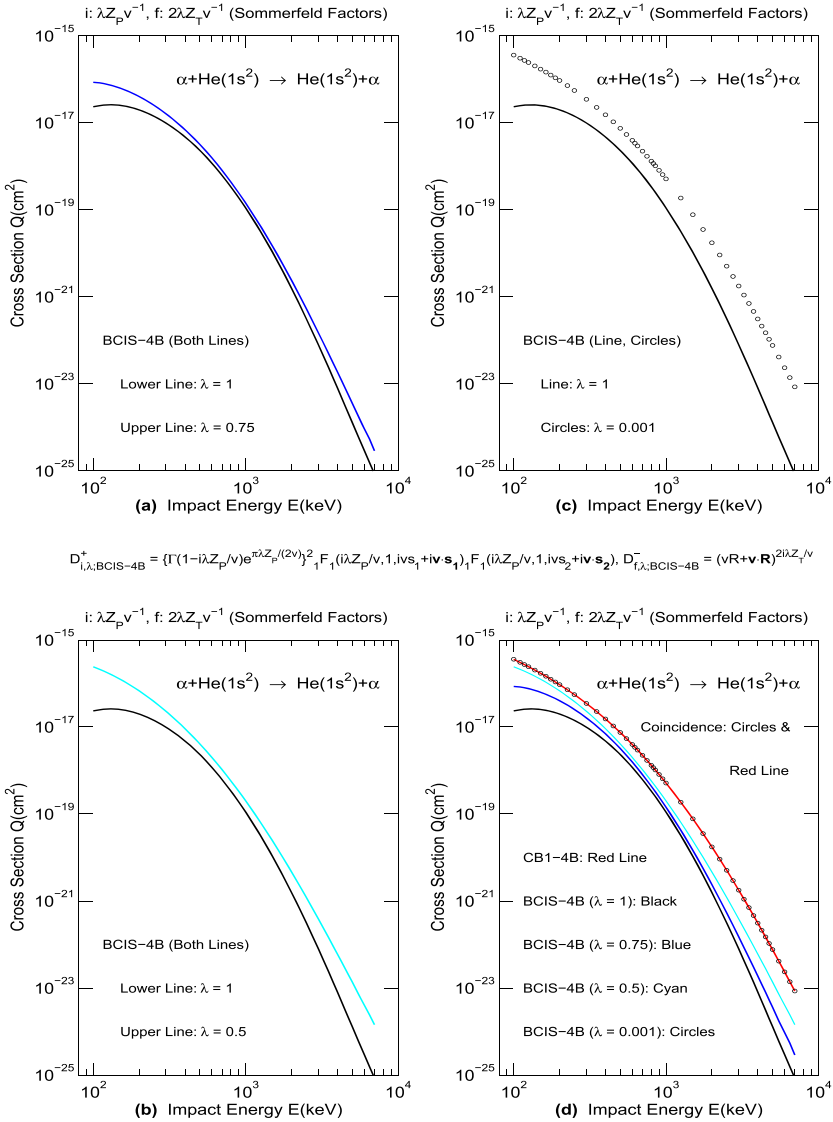 i: λZ_P v⁻¹, f: 2λZ_T v⁻¹ (Sommerfeld Factors)
Cross Section Q(cm²)
10⁻¹⁵
10⁻¹⁷
10⁻¹⁹
10⁻²¹
10⁻²³
10⁻²⁵
α+He(1s²) → He(1s²)+α
BCIS−4B (Both Lines)
Lower Line: λ = 1
Upper Line: λ = 0.75
10² 10³ 10⁴
(a) Impact Energy E(keV)
i: λZ_P v⁻¹, f: 2λZ_T v⁻¹ (Sommerfeld Factors)
Cross Section Q(cm²)
10⁻¹⁵
10⁻¹⁷
10⁻¹⁹
10⁻²¹
10⁻²³
10⁻²⁵
α+He(1s²) → He(1s²)+α
BCIS−4B (Line, Circles)
Line: λ = 1
Circles: λ = 0.001
10² 10³ 10⁴
(c) Impact Energy E(keV)
D⁺_i,λ;BCIS−4B = {Γ(1−iλZ_P/v)e^πλZ_P/(2v)}² ₁F₁(iλZ_P/v,1,ivs₁+iv·s₁)₁F₁(iλZ_P/v,1,ivs₂+iv·s₂), D⁻_f,λ;BCIS−4B = (vR+v·R)^2iλZ_T/v
i: λZ_P v⁻¹, f: 2λZ_T v⁻¹ (Sommerfeld Factors)
Cross Section Q(cm²)
10⁻¹⁵
10⁻¹⁷
10⁻¹⁹
10⁻²¹
10⁻²³
10⁻²⁵
α+He(1s²) → He(1s²)+α
BCIS−4B (Both Lines)
Lower Line: λ = 1
Upper Line: λ = 0.5
10² 10³ 10⁴
(b) Impact Energy E(keV)
i: λZ_P v⁻¹, f: 2λZ_T v⁻¹ (Sommerfeld Factors)
Cross Section Q(cm²)
10⁻¹⁵
10⁻¹⁷
10⁻¹⁹
10⁻²¹
10⁻²³
10⁻²⁵
α+He(1s²) → He(1s²)+α
Coincidence: Circles &
Red Line
CB1−4B: Red Line
BCIS−4B (λ = 1): Black
BCIS−4B (λ = 0.75): Blue
BCIS−4B (λ = 0.5): Cyan
BCIS−4B (λ = 0.001): Circles
10² 10³ 10⁴
(d) Impact Energy E(keV)